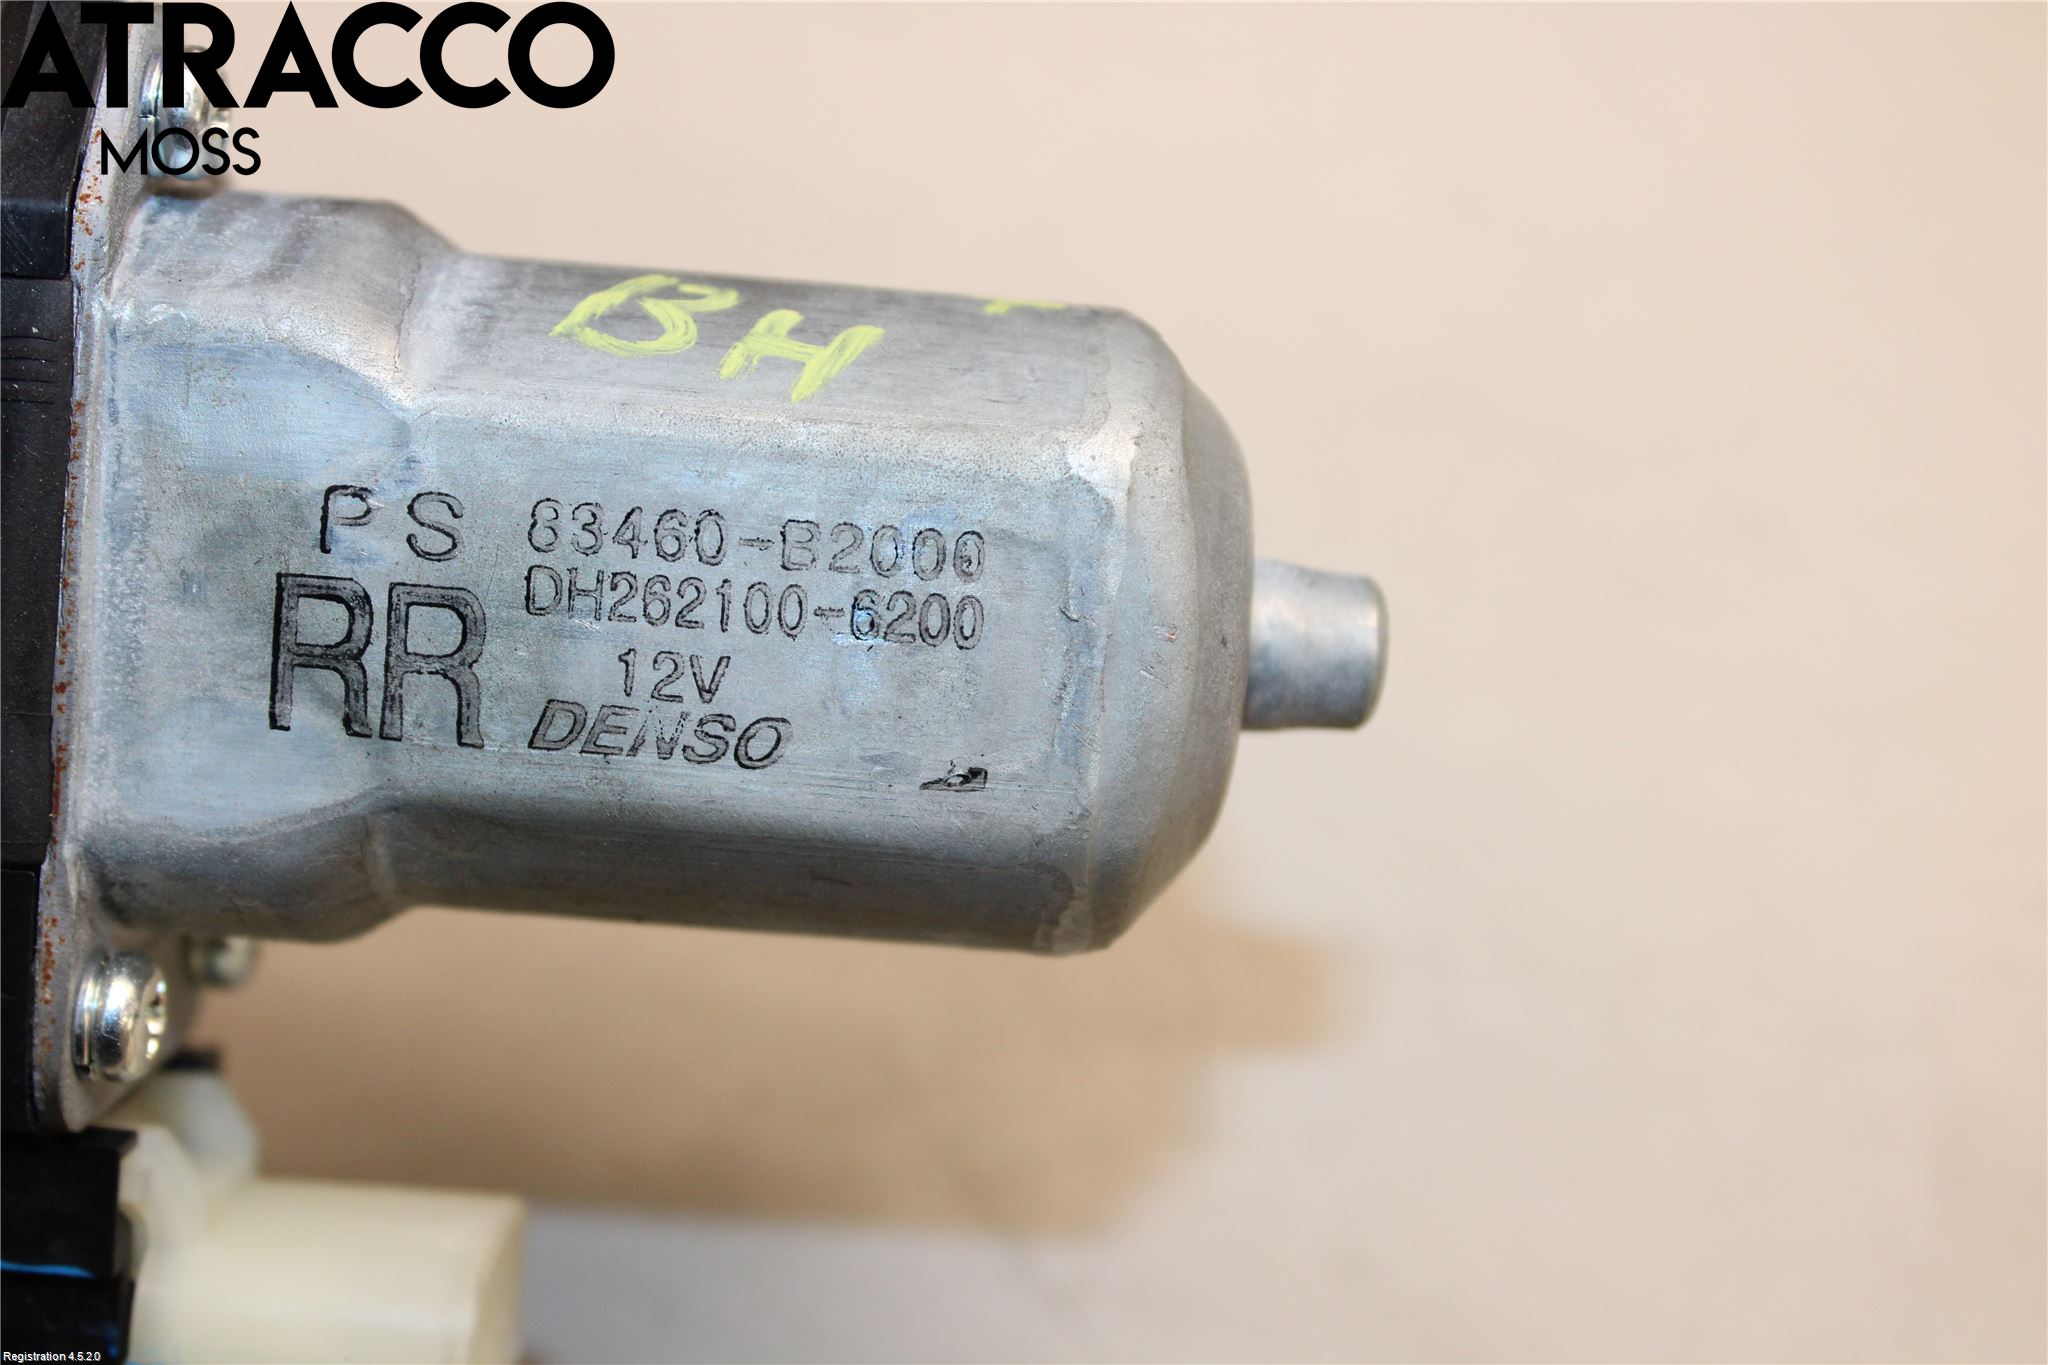 ATRACCO
MOSS
BH
PS 83460-B2000
RR DH262100-6200
12V
DENSO
Registration 4.5.2.0